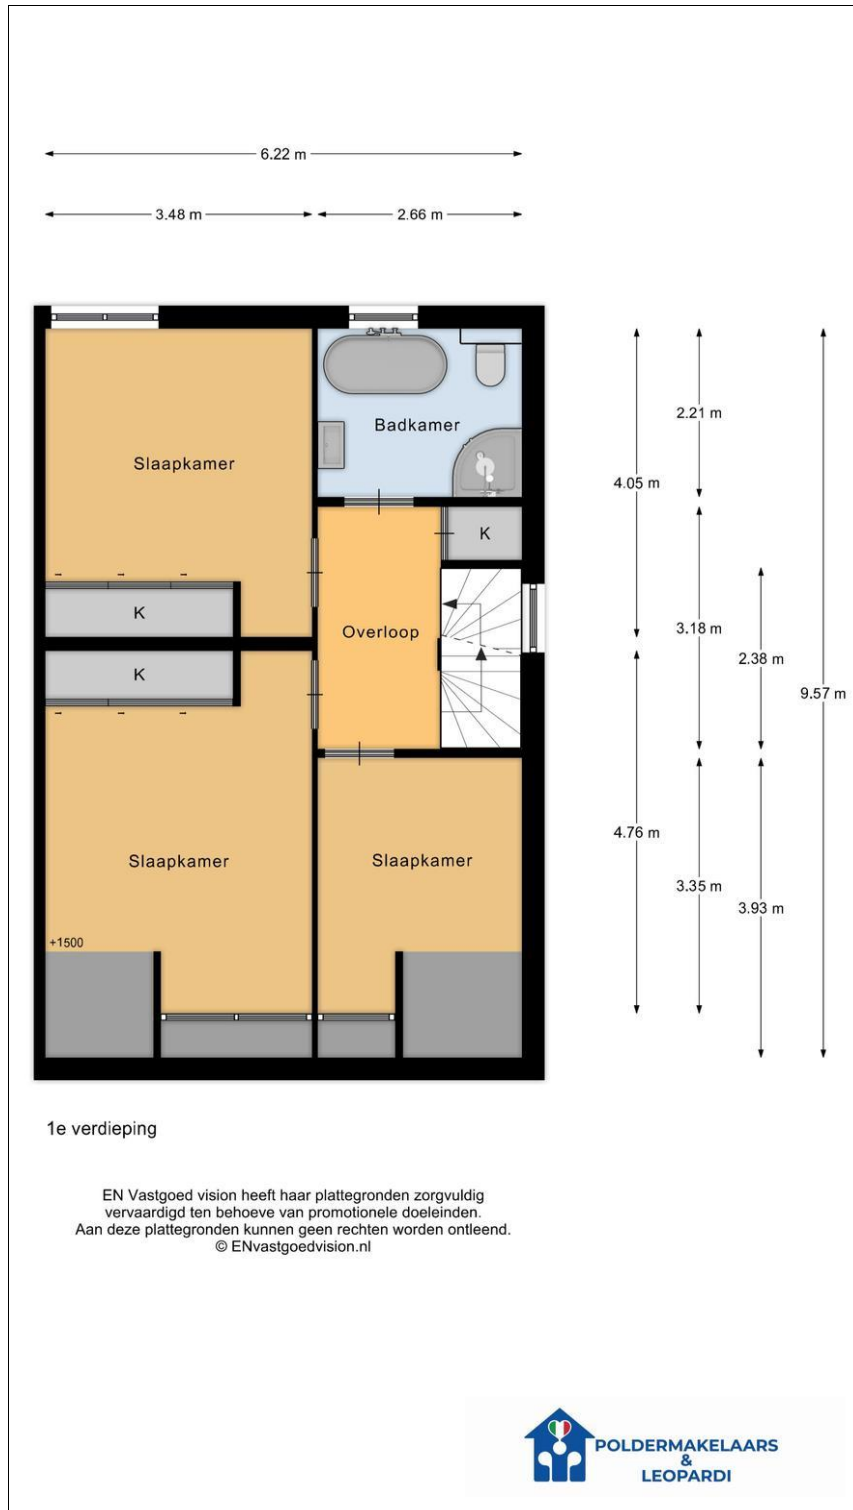 6.22 m
3.48 m
2.66 m
2.21 m
Badkamer
Slaapkamer
4.05 m
K
K
3.18 m
Overloop
2.38 m
K
9.57 m
4.76 m
Slaapkamer
Slaapkamer
3.35 m
3.93 m
+1500
1e verdieping
EN Vastgoed vision heeft haar plattegronden zorgvuldig
vervaardigd ten behoeve van promotionele doeleinden.
Aan deze plattegronden kunnen geen rechten worden ontleend.
© ENvastgoedvision.nl
POLDERMAKELAARS
&
LEOPARDI